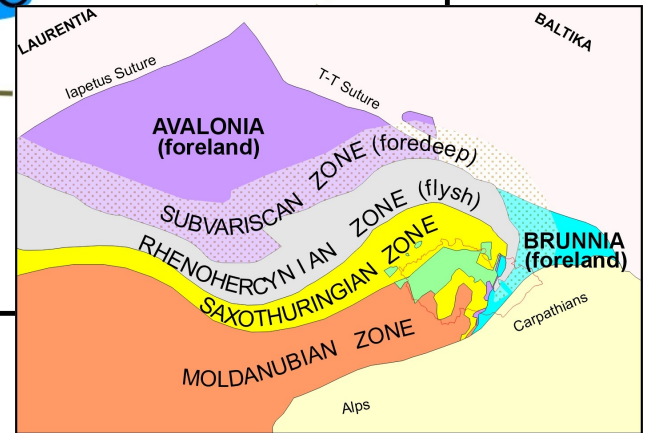 LAURENTIA
BALTIKA
Iapetus Suture
T-T Suture
AVALONIA
(foreland)
SUBVARISCAN ZONE (foredeep)
RHENOHERCYNIAN ZONE (flysh)
BRUNNIA
(foreland)
SAXOTHURINGIAN ZONE
Carpathians
MOLDANUBIAN ZONE
Alps